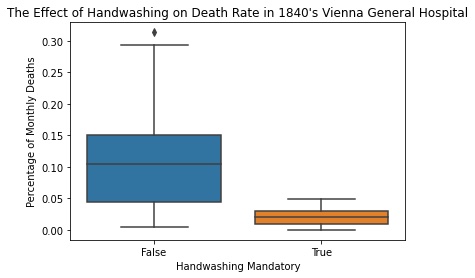 The Effect of Handwashing on Death Rate in 1840's Vienna General Hospital
Percentage of Monthly Deaths
0.30
0.25
0.20
0.15
0.10
0.05
0.00
False
True
Handwashing Mandatory